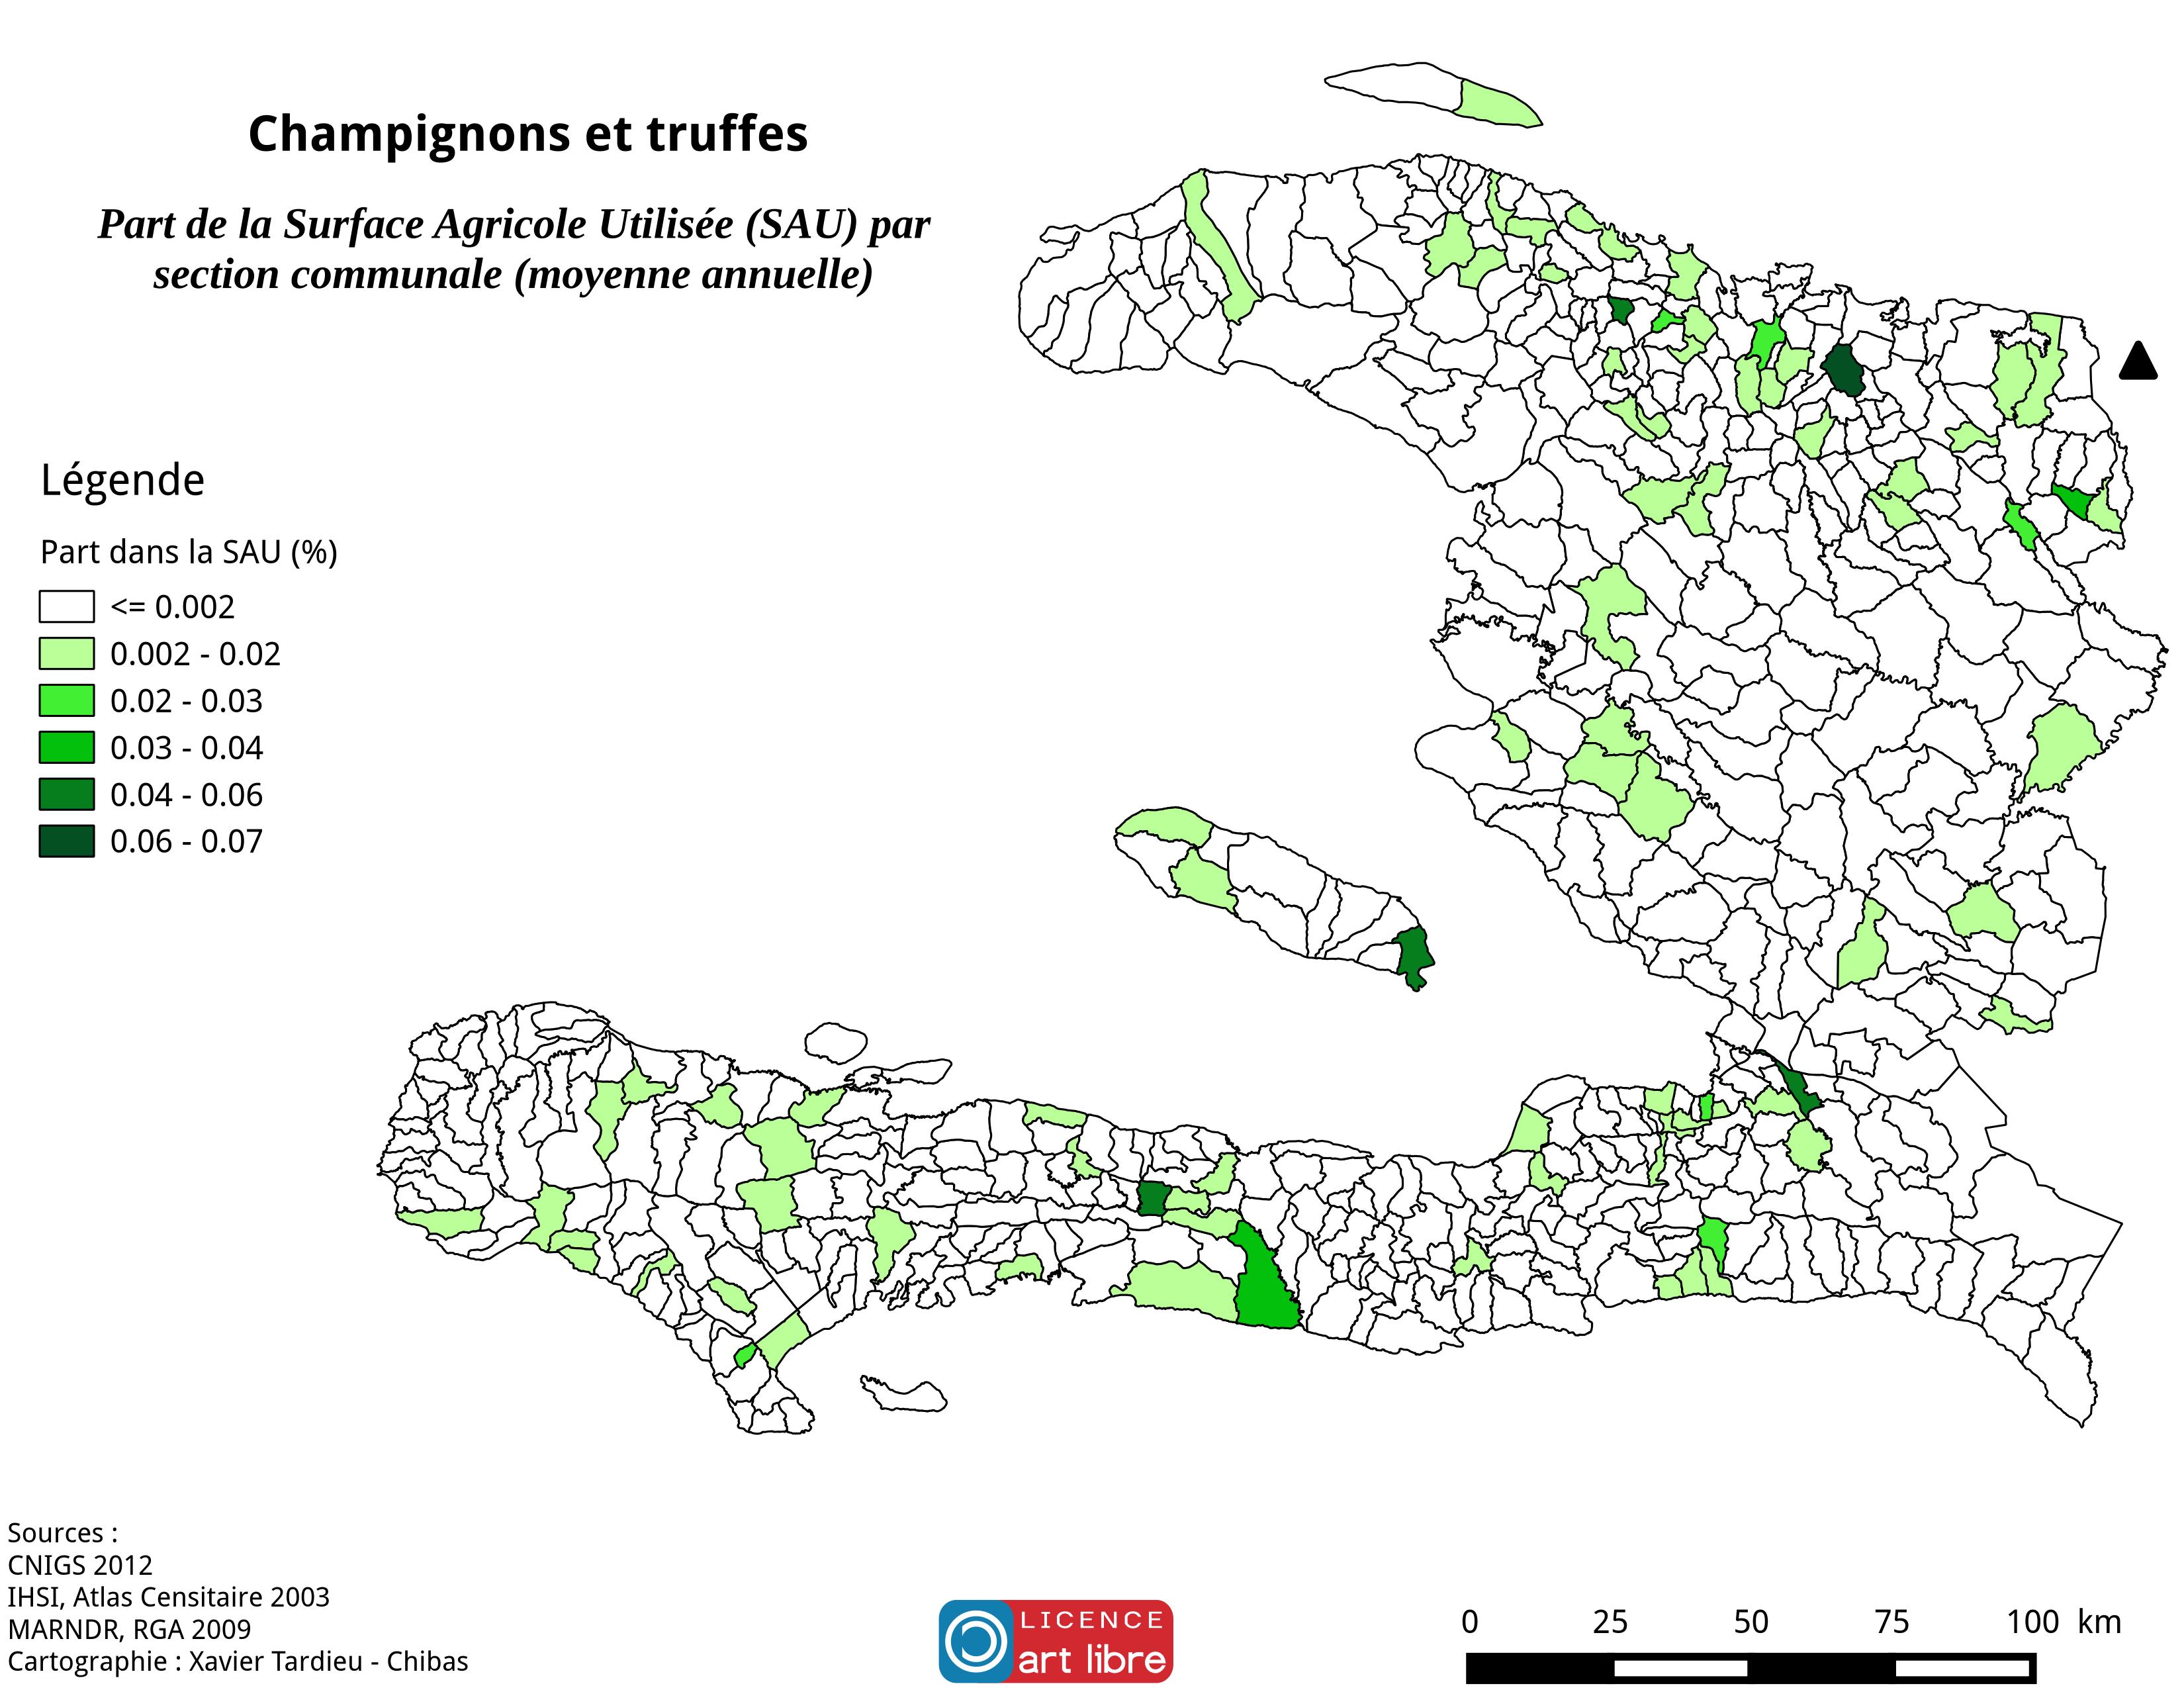 Champignons et truffes
Part de la Surface Agricole Utilisée (SAU) par
section communale (moyenne annuelle)
Légende
Part dans la SAU (%)
<= 0.002
0.002 - 0.02
0.02 - 0.03
0.03 - 0.04
0.04 - 0.06
0.06 - 0.07
Sources :
CNIGS 2012
IHSI, Atlas Censitaire 2003
MARNDR, RGA 2009
Cartographie : Xavier Tardieu - Chibas
LICENCE
art libre
0 25 50 75 100 km